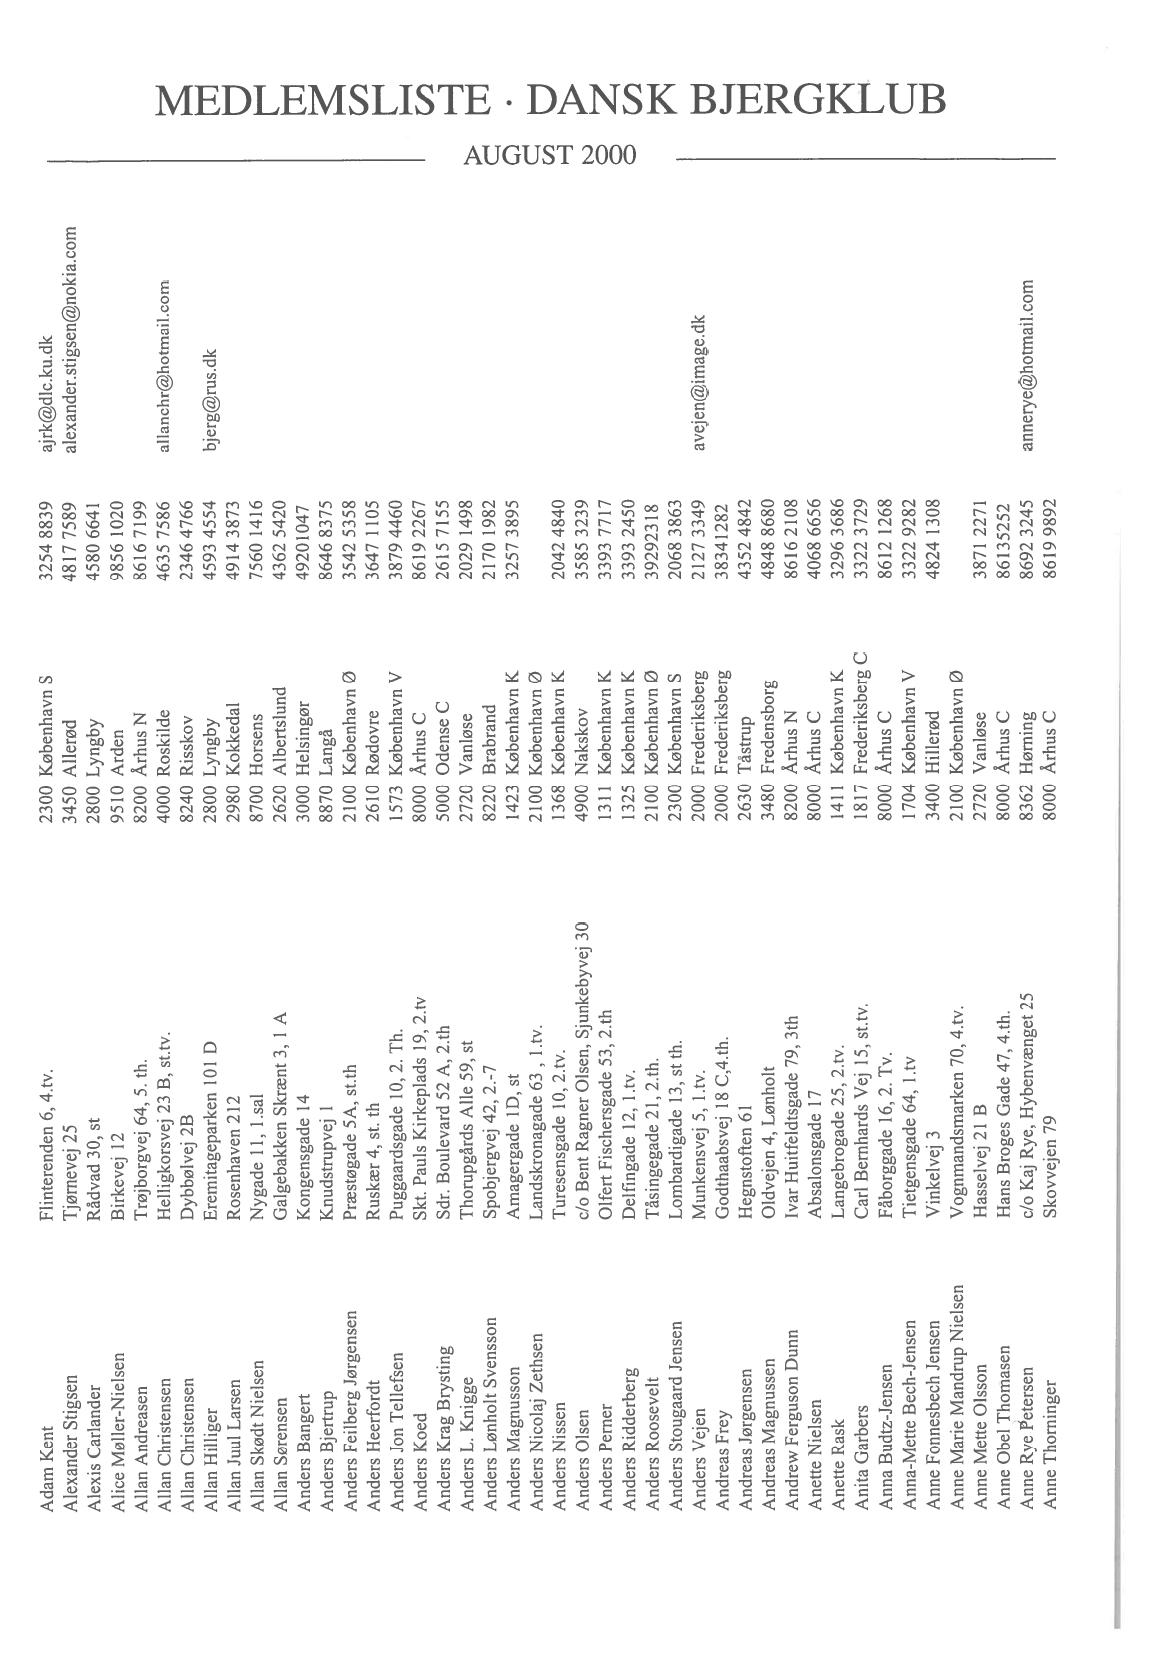 MEDLEMSLISTE · DANSK BJERGKLUB
AUGUST 2000
Adam Kent Flinterenden 6, 4.tv. 2300 København S 3254 8839 ajrk@dlc.ku.dk
Alexander Stigsen Tjørnevej 25 3450 Allerød 4817 7589 alexander.stigsen@nokia.com
Alexis Carlander Rådvad 30, st 2800 Lyngby 4580 6641
Alice Møller-Nielsen Birkevej 12 9510 Arden 9856 1020
Allan Andreasen Trøjborgvej 64, 5. th. 8200 Århus N 8616 7199
Allan Christensen Helligkorsvej 23 B, st.tv. 4000 Roskilde 4635 7586 allanchr@hotmail.com
Allan Christensen Dybbølvej 2B 8240 Risskov 2346 4766
Allan Hilliger Eremitageparken 101 D 2800 Lyngby 4593 4554 bjerg@rus.dk
Allan Juul Larsen Rosenhaven 212 2980 Kokkedal 4914 3873
Allan Skødt Nielsen Nygade 11, 1.sal 8700 Horsens 7560 1416
Allan Sørensen Galgebakken Skrænt 3, 1 A 2620 Albertslund 4362 5420
Anders Bangert Kongensgade 14 3000 Helsingør 49201047
Anders Bjertrup Knudstrupvej 1 8870 Langå 8646 8375
Anders Feilberg Jørgensen Præstøgade 5A, st.th 2100 København Ø 3542 5358
Anders Heerfordt Ruskær 4, st. th 2610 Rødovre 3647 1105
Anders Jon Tellefsen Puggaardsgade 10, 2. Th. 1573 København V 3879 4460
Anders Koed Skt. Pauls Kirkeplads 19, 2.tv 8000 Århus C 8619 2267
Anders Krag Brysting Sdr. Boulevard 52 A, 2.th 5000 Odense C 2615 7155
Anders L. Knigge Thorupgårds Alle 59, st 2720 Vanløse 2029 1498
Anders Lønholt Svensson Spobjergvej 42, 2.-7 8220 Brabrand 2170 1982
Anders Magnusson Amagergade 1D, st 1423 København K 3257 3895
Anders Nicolaj Zethsen Landskronagade 63 , 1.tv. 2100 København Ø
Anders Nissen Turesensgade 10, 2.tv. 1368 København K 2042 4840
Anders Olsen c/o Bent Ragner Olsen, Sjunkebyvej 30 4900 Nakskov 3585 3239
Anders Perner Olfert Fischersgade 53, 2.th 1311 København K 3393 7717
Anders Ridderberg Delfingade 12, 1.tv. 1325 København K 3393 2450
Anders Roosevelt Tåsingegade 21, 2.th. 2100 København Ø 39292318
Anders Stougaard Jensen Lombardigade 13, st th. 2300 København S 2068 3863
Anders Vejen Munkensvej 5, 1.tv. 2000 Frederiksberg 2127 3349 avejen@image.dk
Andreas Frey Godthaabsvej 18 C,4.th. 2000 Frederiksberg 38341282
Andreas Jørgensen Hegnstoften 61 2630 Tåstrup 4352 4842
Andreas Magnussen Oldvejen 4, Lønholt 3480 Fredensborg 4848 8680
Andrew Ferguson Dunn Ivar Huitfeldtsgade 79, 3th 8200 Århus N 8616 2108
Anette Nielsen Absalonsgade 17 8000 Århus C 4068 6656
Anette Rask Langebrogade 25, 2.tv. 1411 København K 3296 3686
Anita Garbers Carl Bernhards Vej 15, st.tv. 1817 Frederiksberg C 3322 3729
Anna Budtz-Jensen Fåborggade 16, 2. Tv. 8000 Århus C 8612 1268
Anna-Mette Bech-Jensen Tietgensgade 64, 1.tv 1704 København V 3322 9282
Anne Fonnesbech Jensen Vinkelvej 3 3400 Hillerød 4824 1308
Anne Marie Mandrup Nielsen Vognmandsmarken 70, 4.tv. 2100 København Ø
Anne Mette Olsson Hasselvej 21 B 2720 Vanløse 3871 2271
Anne Obel Thomasen Hans Broges Gade 47, 4.th. 8000 Århus C 86135252
Anne Rye Petersen c/o Kaj Rye, Hybenvænget 25 8362 Hørning 8692 3245 annerye@hotmail.com
Anne Thorninger Skovvejen 79 8000 Århus C 8619 9892